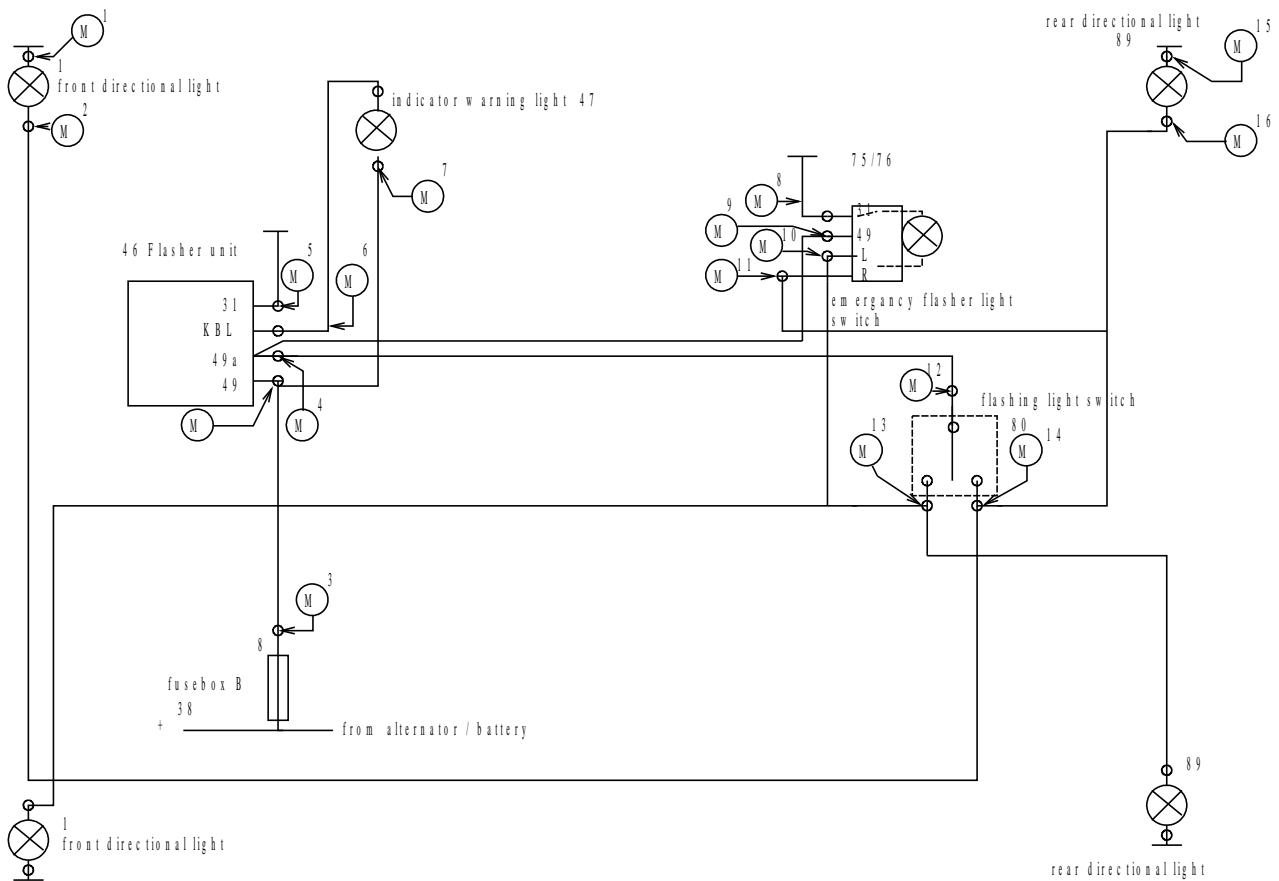 M 1
1
front directional light
M 2
indicator warning light 47
M 7
rear directional light
89
M 15
M 16
75/76
M 8
M 9
M 10
M 11
31
49
L
R
emergancy flasher light
switch
46 Flasher unit
M 5
M 6
31
KBL
49a
49
M
M 4
M 12
flashing light switch
80
M 13
M 14
M 3
8
fusebox B
38
+
from alternator / battery
1
front directional light
89
rear directional light